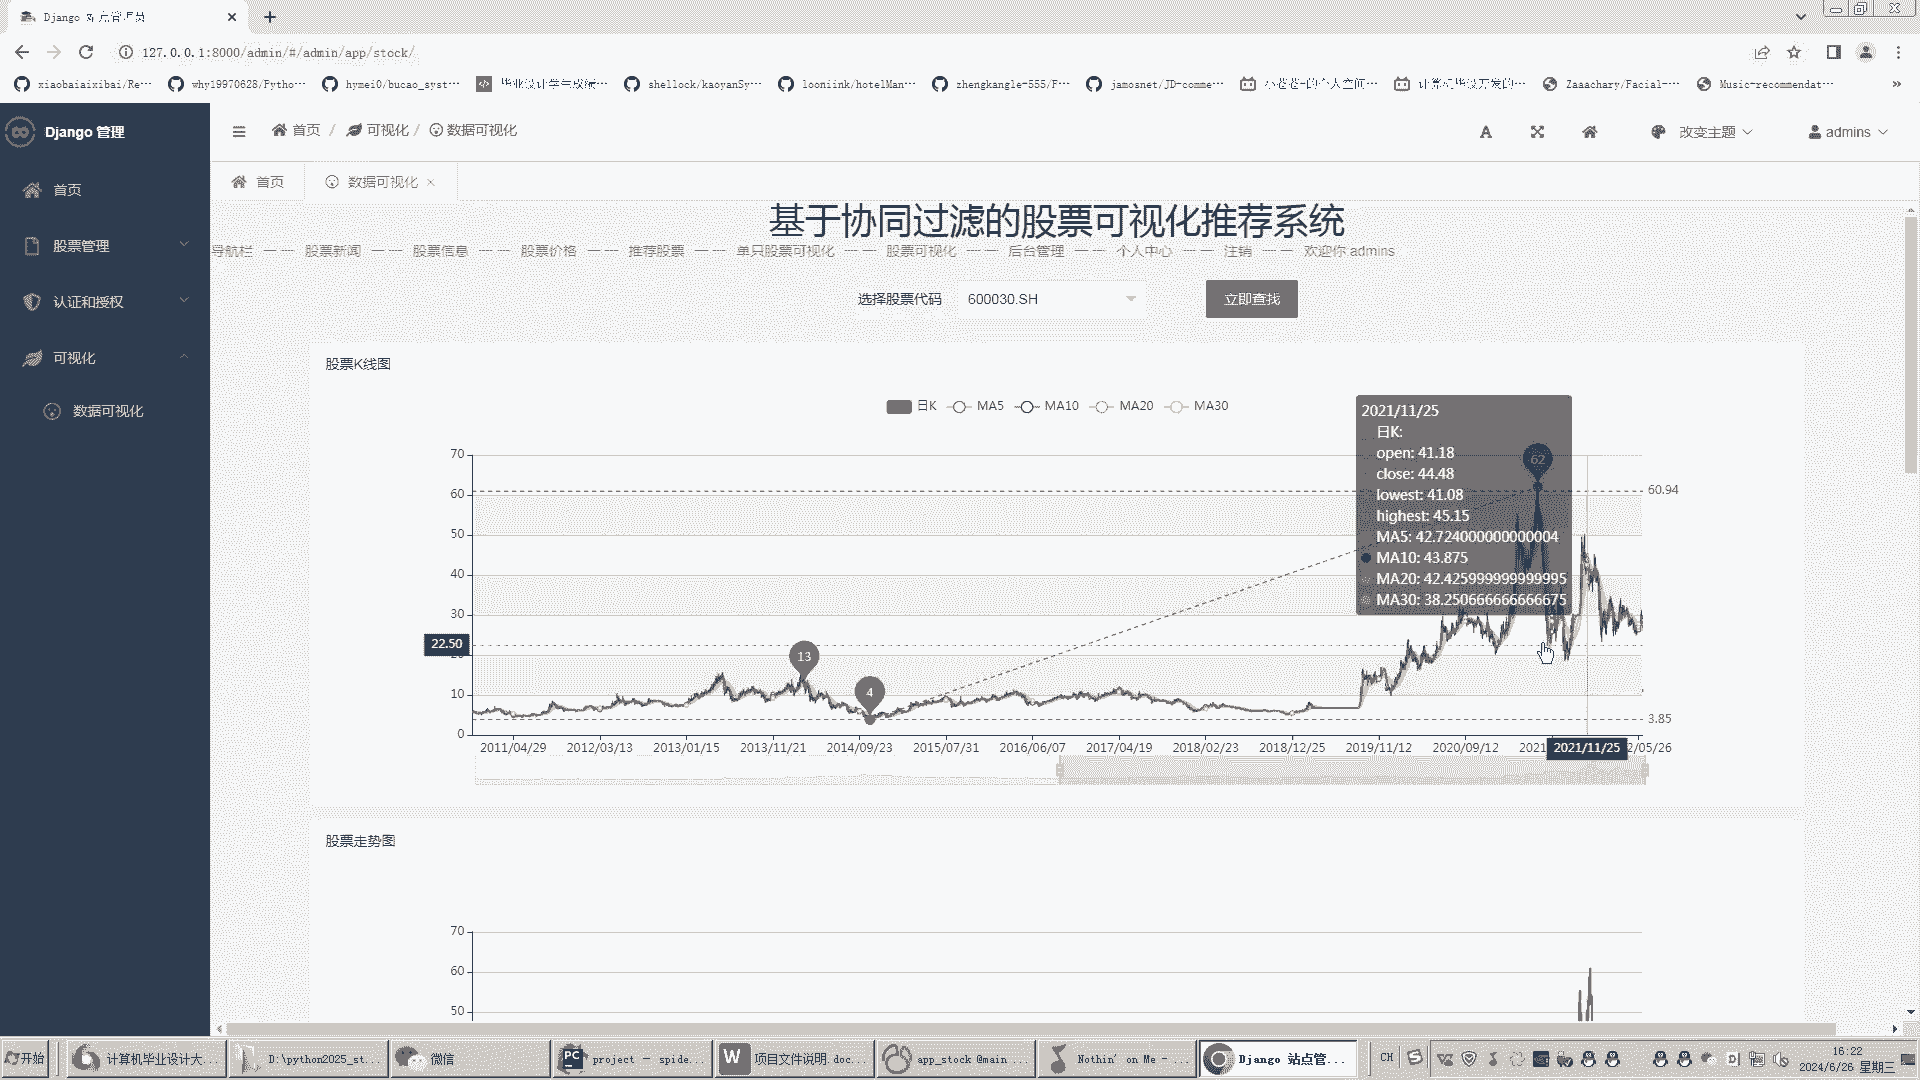 Django 站点管理员
127.0.0.1:8000/admin/#/admin/app/stock/
xiaobaiaixibai/Re···
why19970628/Pytho···
hymei0/bucao_syst···
毕业设计学生成绩···
shellock/kaoyanSy···
looniink/hotelMan···
zhengkangle-555/F···
jamosnet/JD-comme···
计算机毕设开发的···
Zaaachary/Facial-···
Music-recommendat···
»
Django 管理
首页
股票管理
认证和授权
可视化
数据可视化
首页 / 可视化 / 数据可视化
A
改变主题
admins
首页
数据可视化
基于协同过滤的股票可视化推荐系统
导航栏 —— 股票新闻 —— 股票信息 —— 股票价格 —— 推荐股票 —— 单只股票可视化 —— 股票可视化 —— 后台管理 —— 个人中心 —— 注销 —— 欢迎你 admins
选择股票代码
600030.SH
立即查找
股票K线图
日K MA5 MA10 MA20 MA30
2021/11/25
日K:
open: 41.18
close: 44.48
lowest: 41.08
highest: 45.15
MA5: 42.724000000000004
MA10: 43.875
MA20: 42.425999999999995
MA30: 38.250666666666675
70
60
50
40
30
10
0
22.50
62
13
4
60.94
3.85
2011/04/29 2012/03/13 2013/01/15 2013/11/21 2014/09/23 2015/07/31 2016/06/07 2017/04/19 2018/02/23 2018/12/25 2019/11/12 2020/09/12 2021 2021/11/25 2/05/26
股票走势图
70
60
50
开始
计算机毕业设计大...
D:\python2025_st...
微信
PC
project – spide...
W
项目文件说明.doc...
app_stock @main ...
Nothin' on Me - ...
Django 站点管...
CH
16:22
2024/6/26 星期三